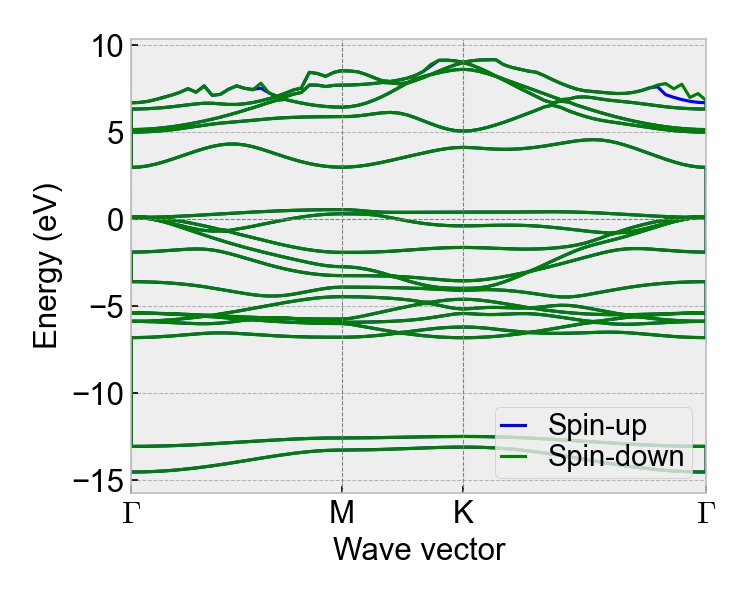 10
5
0
−5
−10
−15
Energy (eV)
Spin-up
Spin-down
Γ M K Γ
Wave vector